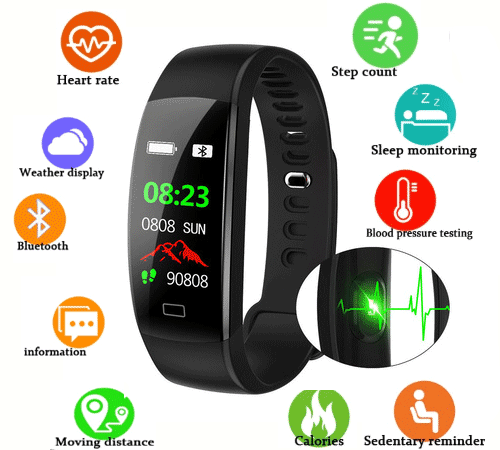 Heart rate
Step count
Z Z Z
Sleep monitoring
Weather display
Blood pressure testing
Bluetooth
08:23
0808 SUN
90808
information
Moving distance
Calories
Sedentary reminder